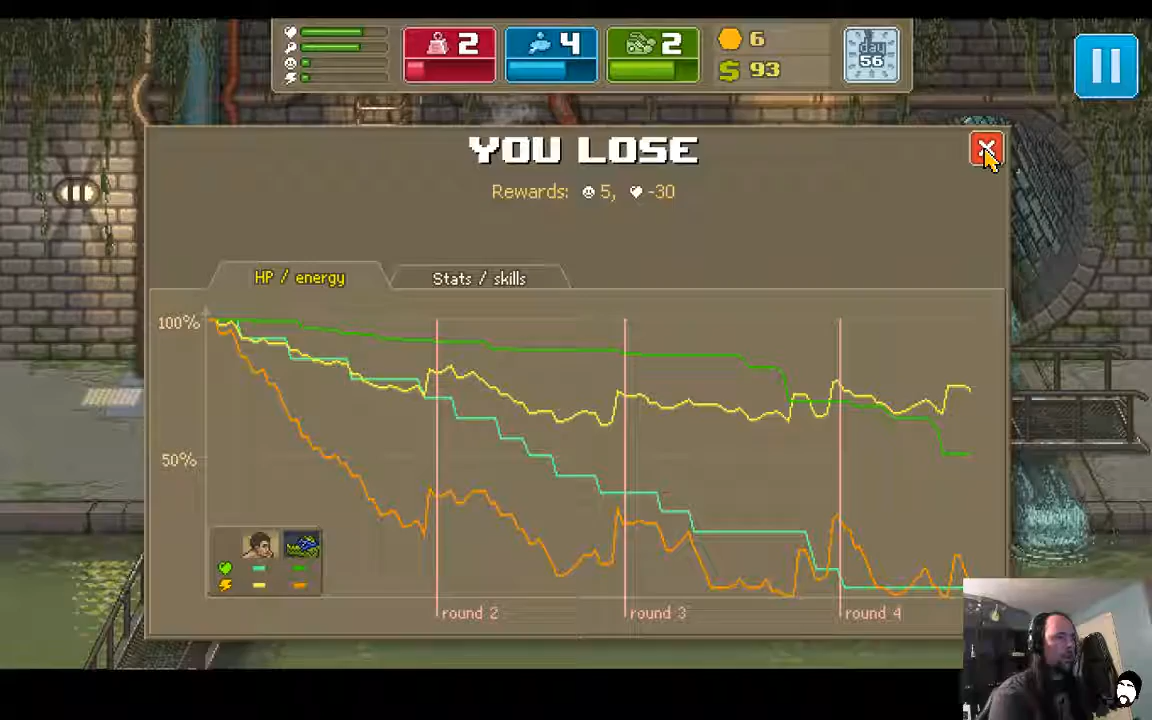 2
4
2
6
93
day
56
YOU LOSE
Rewards: 5, -30
HP / energy
Stats / skills
100%
50%
round 2
round 3
round 4